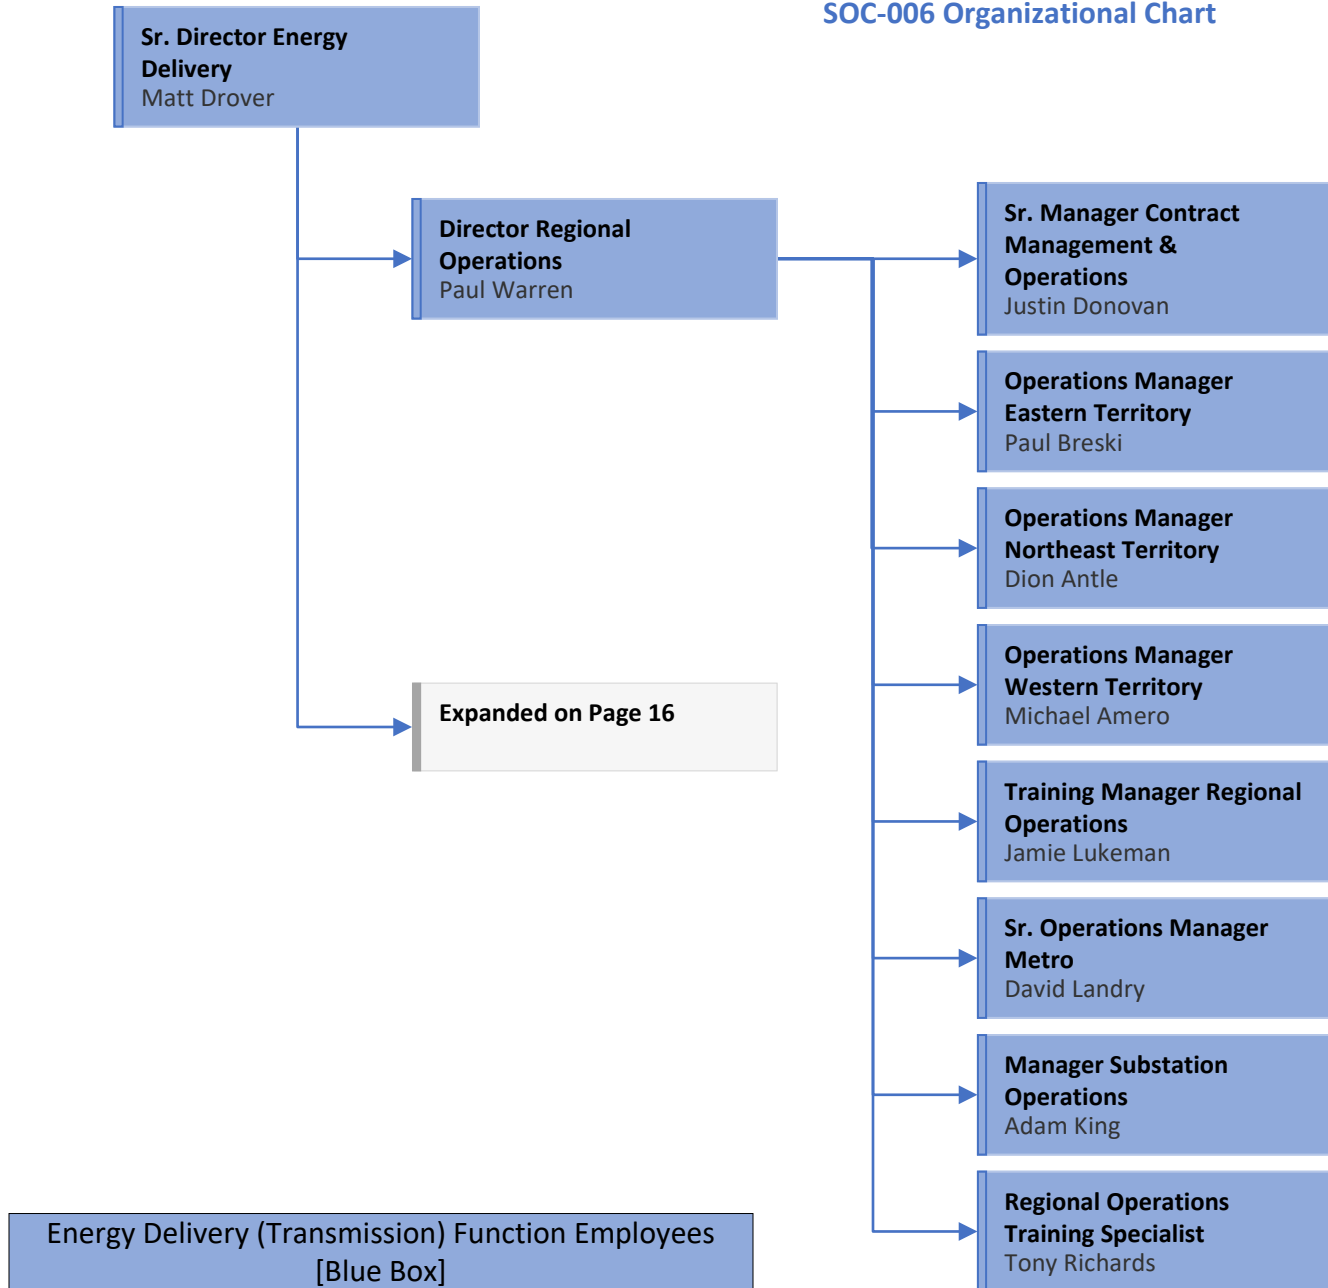 SOC-006 Organizational Chart
Sr. Director Energy
Delivery
Matt Drover
Director Regional
Operations
Paul Warren
Expanded on Page 16
Sr. Manager Contract
Management &
Operations
Justin Donovan
Operations Manager
Eastern Territory
Paul Breski
Operations Manager
Northeast Territory
Dion Antle
Operations Manager
Western Territory
Michael Amero
Training Manager Regional
Operations
Jamie Lukeman
Sr. Operations Manager
Metro
David Landry
Manager Substation
Operations
Adam King
Regional Operations
Training Specialist
Tony Richards
Energy Delivery (Transmission) Function Employees
[Blue Box]